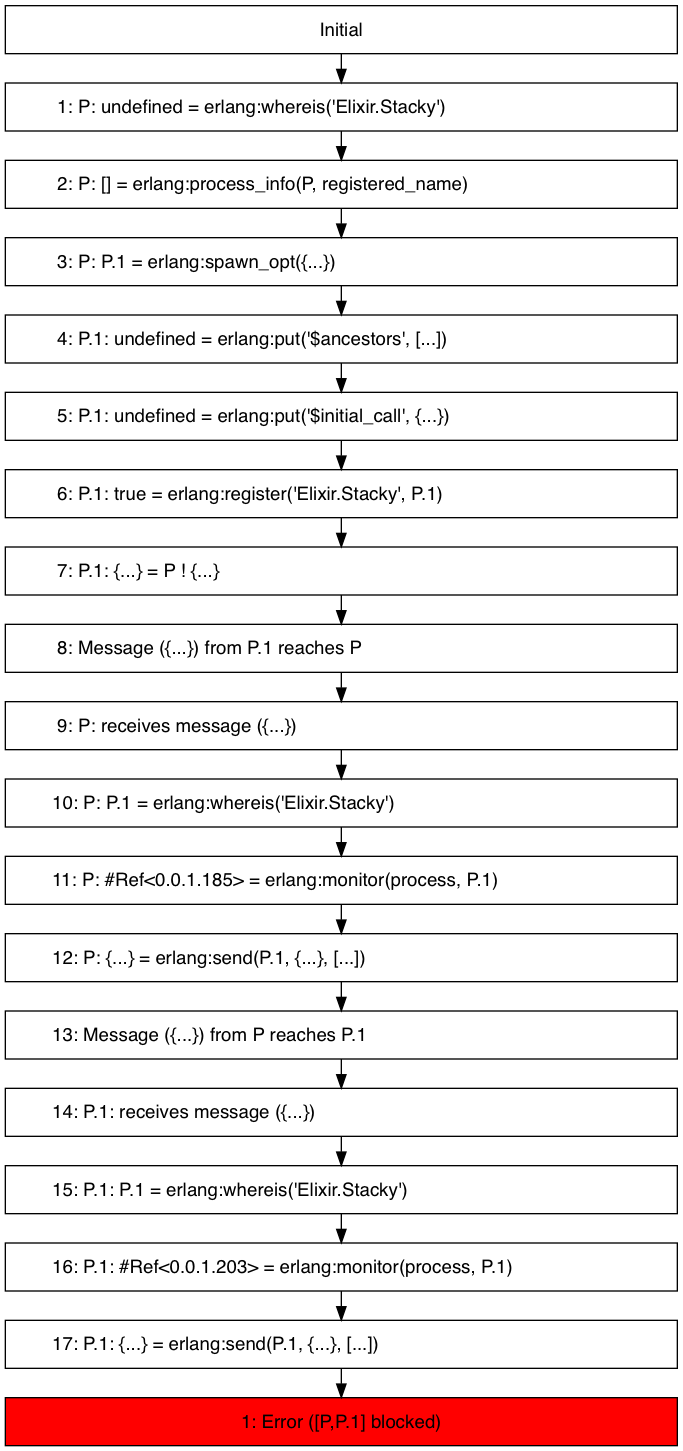 Initial
1: P: undefined = erlang:whereis('Elixir.Stacky')
2: P: [] = erlang:process_info(P, registered_name)
3: P: P.1 = erlang:spawn_opt({...})
4: P.1: undefined = erlang:put('$ancestors', [...])
5: P.1: undefined = erlang:put('$initial_call', {...})
6: P.1: true = erlang:register('Elixir.Stacky', P.1)
7: P.1: {...} = P ! {...}
8: Message ({...}) from P.1 reaches P
9: P: receives message ({...})
10: P: P.1 = erlang:whereis('Elixir.Stacky')
11: P: #Ref<0.0.1.185> = erlang:monitor(process, P.1)
12: P: {...} = erlang:send(P.1, {...}, [...])
13: Message ({...}) from P reaches P.1
14: P.1: receives message ({...})
15: P.1: P.1 = erlang:whereis('Elixir.Stacky')
16: P.1: #Ref<0.0.1.203> = erlang:monitor(process, P.1)
17: P.1: {...} = erlang:send(P.1, {...}, [...])
1: Error ([P,P.1] blocked)